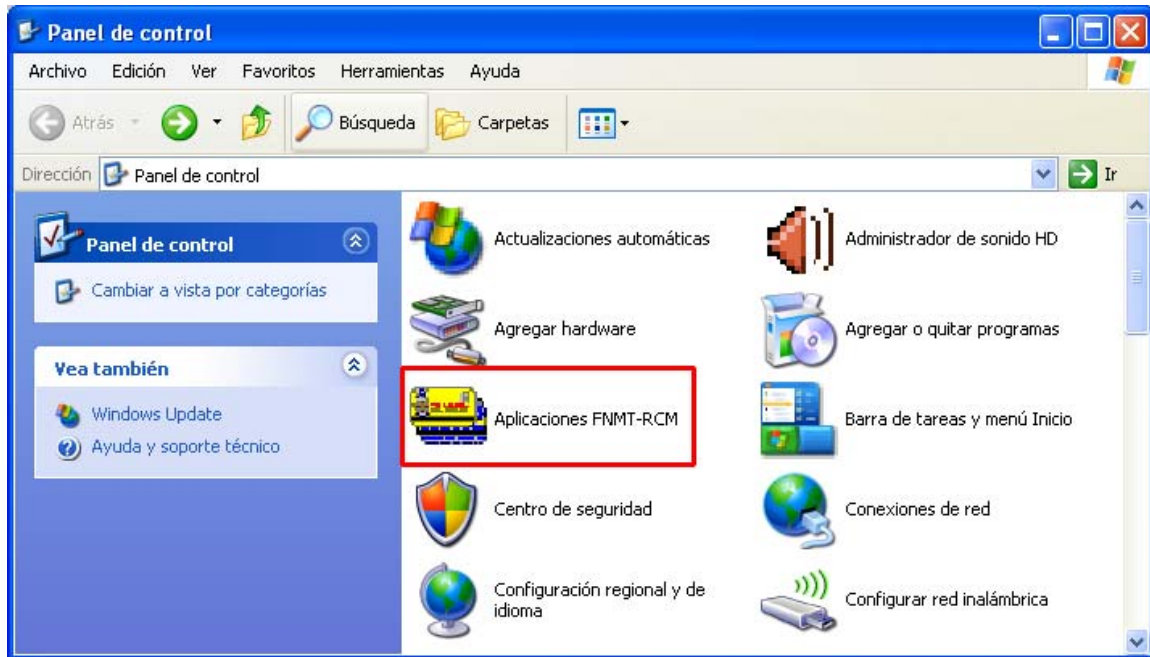 Panel de control
Archivo Edición Ver Favoritos Herramientas Ayuda
Atrás Búsqueda Carpetas
Dirección Panel de control Ir
Panel de control
Cambiar a vista por categorías
Vea también
Windows Update
Ayuda y soporte técnico
Actualizaciones automáticas
Administrador de sonido HD
Agregar hardware
Agregar o quitar programas
Aplicaciones FNMT-RCM
Barra de tareas y menú Inicio
Centro de seguridad
Conexiones de red
Configuración regional y de
idioma
Configurar red inalámbrica